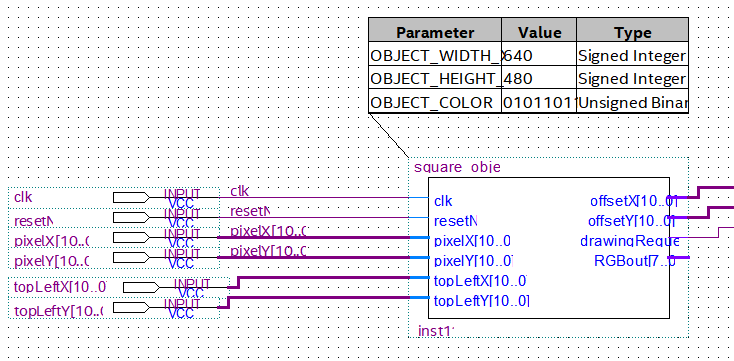 Parameter Value Type
OBJECT_WIDTH_X 640 Signed Integer
OBJECT_HEIGHT_ 480 Signed Integer
OBJECT_COLOR 01011011 Unsigned Binar
square_obje
clk INPUT VCC clk clk offsetX[10..0]
resetN INPUT VCC resetN resetN offsetY[10..0]
pixelX[10..0 INPUT VCC pixelX[10..0 pixelX[10..0 drawingReque
pixelY[10..0 INPUT VCC pixelY[10..0 pixelY[10..0] RGBout[7..0
topLeftX[10..0] INPUT VCC topLeftX[10..0]
topLeftY[10..0] INPUT VCC topLeftY[10..0]
inst1